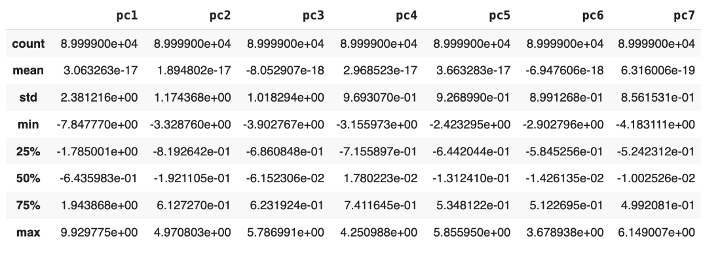 pc1 pc2 pc3 pc4 pc5 pc6 pc7
count 8.999900e+04 8.999900e+04 8.999900e+04 8.999900e+04 8.999900e+04 8.999900e+04 8.999900e+04
mean 3.063263e-17 1.894802e-17 -8.052907e-18 2.968523e-17 3.663283e-17 -6.947606e-18 6.316006e-19
std 2.381216e+00 1.174368e+00 1.018294e+00 9.693070e-01 9.268990e-01 8.991268e-01 8.561531e-01
min -7.847770e+00 -3.328760e+00 -3.902767e+00 -3.155973e+00 -2.423295e+00 -2.902796e+00 -4.183111e+00
25% -1.785001e+00 -8.192642e-01 -6.860848e-01 -7.155897e-01 -6.442044e-01 -5.845256e-01 -5.242312e-01
50% -6.435983e-01 -1.921105e-01 -6.152306e-02 1.780223e-02 -1.312410e-01 -1.426135e-02 -1.002526e-02
75% 1.943868e+00 6.127270e-01 6.231924e-01 7.411645e-01 5.348122e-01 5.122695e-01 4.992081e-01
max 9.929775e+00 4.970803e+00 5.786991e+00 4.250988e+00 5.855950e+00 3.678938e+00 6.149007e+00